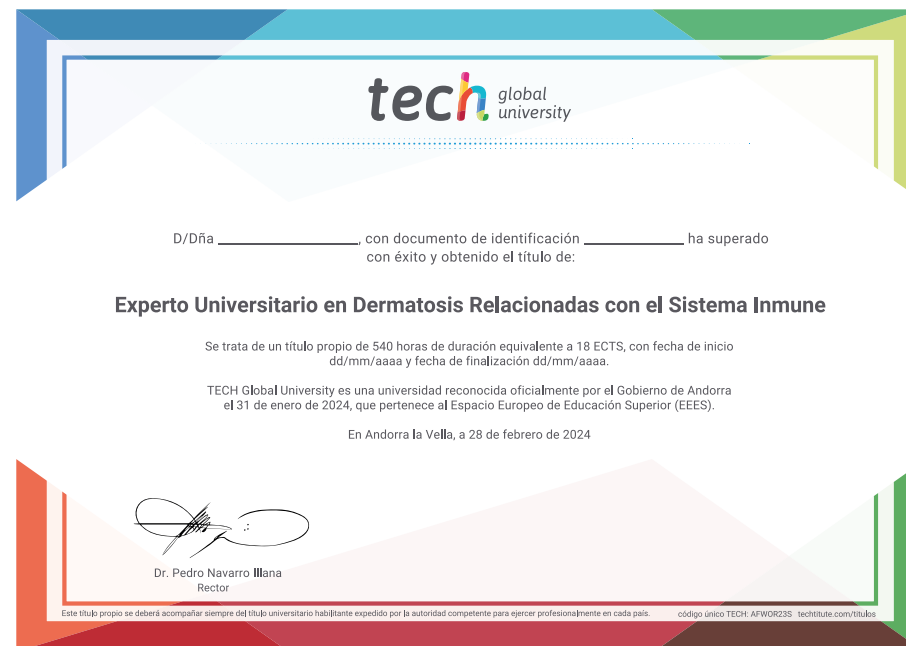 tech global university
D/Dña ____________________, con documento de identificación ______________ ha superado
con éxito y obtenido el título de:
Experto Universitario en Dermatosis Relacionadas con el Sistema Inmune
Se trata de un título propio de 540 horas de duración equivalente a 18 ECTS, con fecha de inicio
dd/mm/aaaa y fecha de finalización dd/mm/aaaa.
TECH Global University es una universidad reconocida oficialmente por el Gobierno de Andorra
el 31 de enero de 2024, que pertenece al Espacio Europeo de Educación Superior (EEES).
En Andorra la Vella, a 28 de febrero de 2024
Dr. Pedro Navarro Illana
Rector
Este título propio se deberá acompañar siempre del título universitario habilitante expedido por la autoridad competente para ejercer profesionalmente en cada país.
código único TECH: AFWOR23S techtitute.com/titulos